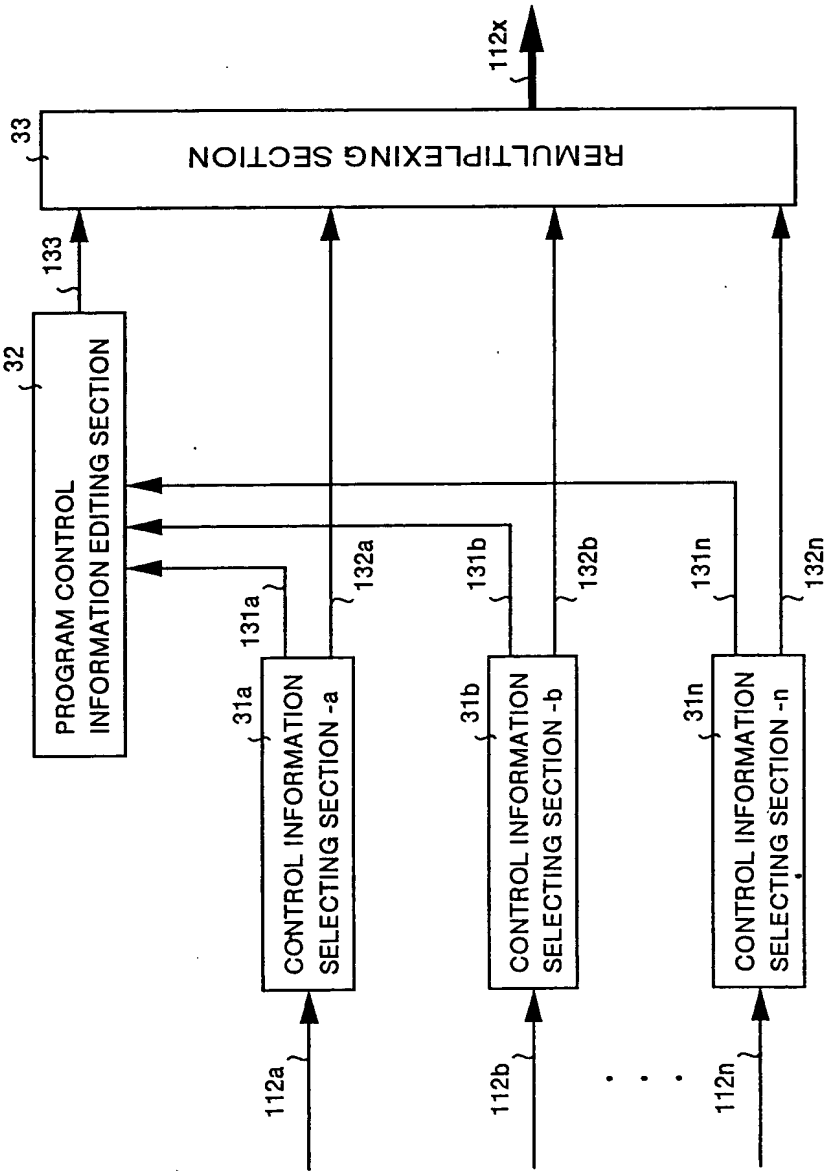 32
PROGRAM CONTROL
INFORMATION EDITING SECTION
133
33
REMULTIPLEXING SECTION
112x
112a
31a
CONTROL INFORMATION
SELECTING SECTION -a
131a
132a
112b
31b
CONTROL INFORMATION
SELECTING SECTION -b
131b
132b
. . .
112n
31n
CONTROL INFORMATION
SELECTING SECTION -n
131n
132n